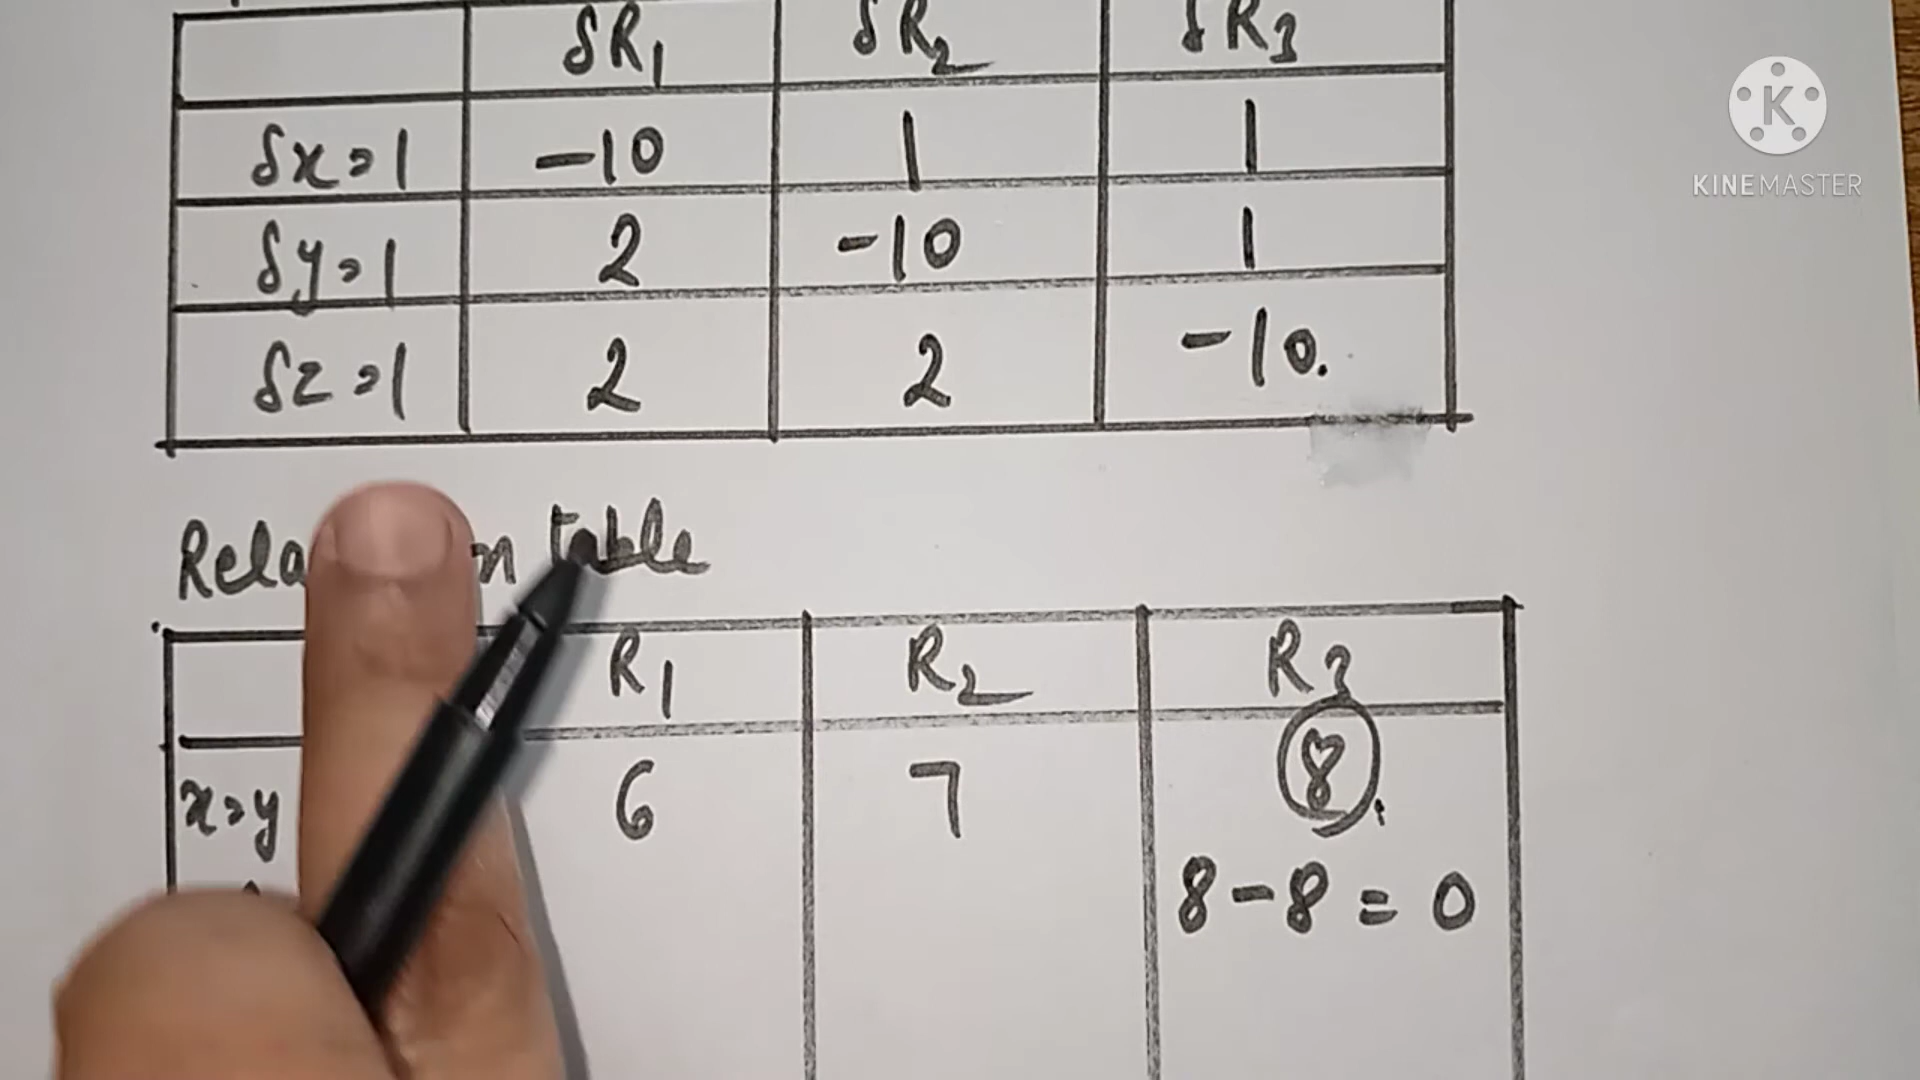 δR1 δR2 δR3
δx=1 -10 1 1
δy=1 2 -10 1
δz=1 2 2 -10.
table
R1 R2 R3
x=y 6 7 8
8-8=0
KINEMASTER